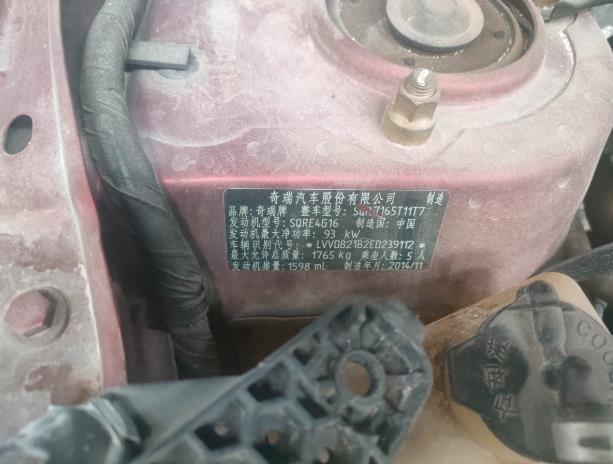 奇瑞汽车股份有限公司 制造
品牌：奇瑞牌 整车型号：SQR7165T11T7
发动机型号：SQRE4G16 制造国：中国
发动机最大净功率：93 kW
车辆识别代号：*LVVDB21B2ED239112*
最大允许总质量：1765 kg 乘坐人数：5人
发动机排量：1598 mL 制造年月：2014/11
COO